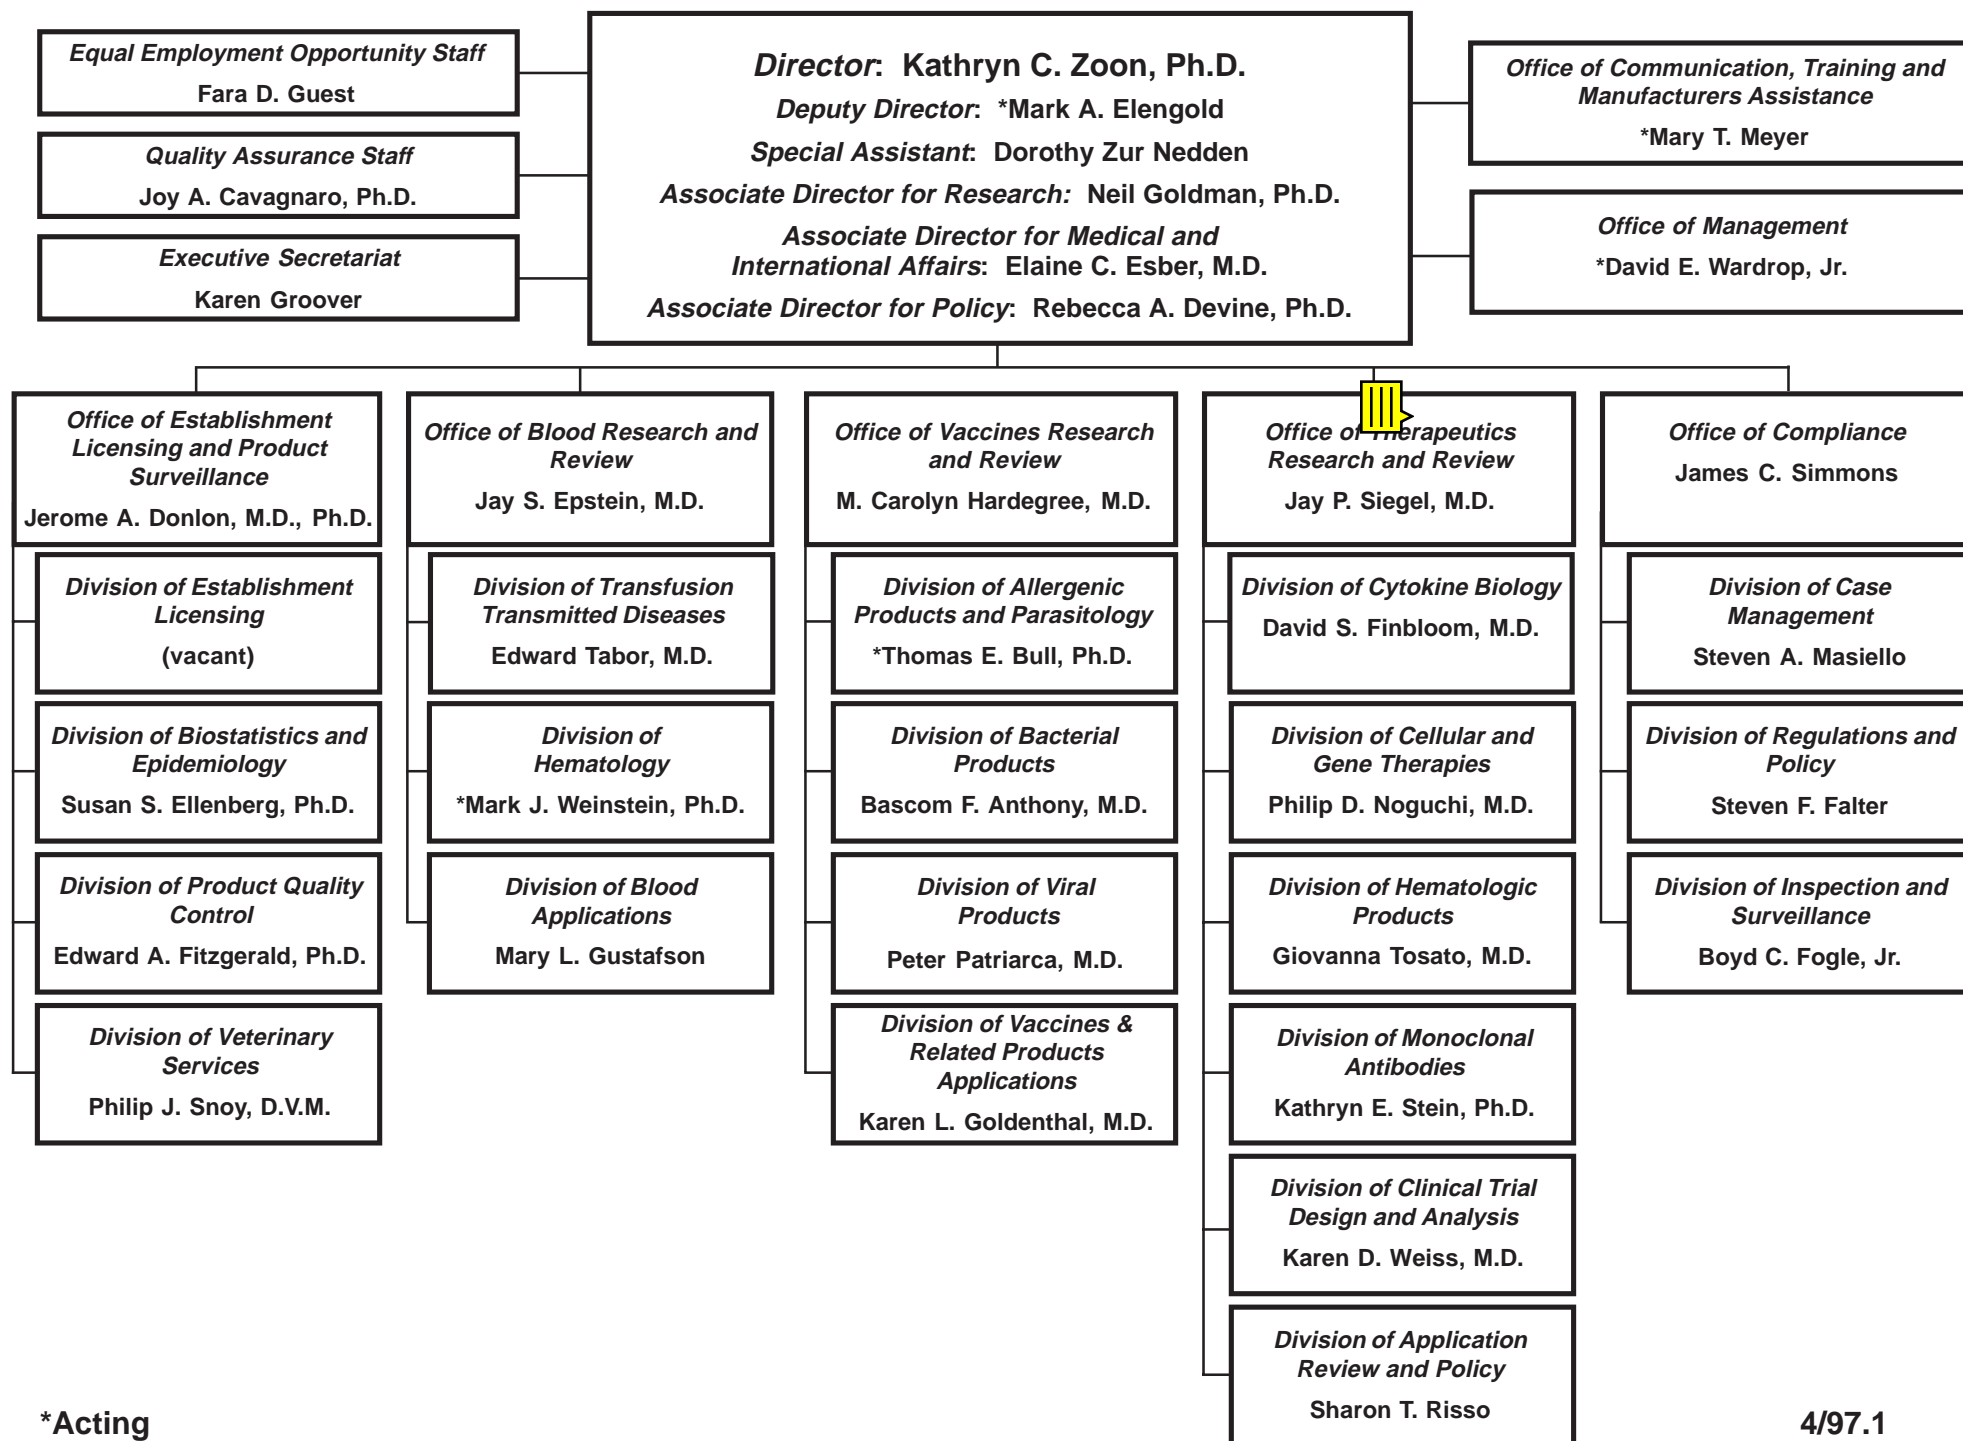 Equal Employment Opportunity Staff
Fara D. Guest
Quality Assurance Staff
Joy A. Cavagnaro, Ph.D.
Executive Secretariat
Karen Groover
Director: Kathryn C. Zoon, Ph.D.
Deputy Director: *Mark A. Elengold
Special Assistant: Dorothy Zur Nedden
Associate Director for Research: Neil Goldman, Ph.D.
Associate Director for Medical and
International Affairs: Elaine C. Esber, M.D.
Associate Director for Policy: Rebecca A. Devine, Ph.D.
Office of Communication, Training and
Manufacturers Assistance
*Mary T. Meyer
Office of Management
*David E. Wardrop, Jr.
Office of Establishment
Licensing and Product
Surveillance
Jerome A. Donlon, M.D., Ph.D.
Division of Establishment
Licensing
(vacant)
Division of Biostatistics and
Epidemiology
Susan S. Ellenberg, Ph.D.
Division of Product Quality
Control
Edward A. Fitzgerald, Ph.D.
Division of Veterinary
Services
Philip J. Snoy, D.V.M.
Office of Blood Research and
Review
Jay S. Epstein, M.D.
Division of Transfusion
Transmitted Diseases
Edward Tabor, M.D.
Division of
Hematology
*Mark J. Weinstein, Ph.D.
Division of Blood
Applications
Mary L. Gustafson
Office of Vaccines Research
and Review
M. Carolyn Hardegree, M.D.
Division of Allergenic
Products and Parasitology
*Thomas E. Bull, Ph.D.
Division of Bacterial
Products
Bascom F. Anthony, M.D.
Division of Viral
Products
Peter Patriarca, M.D.
Division of Vaccines &
Related Products
Applications
Karen L. Goldenthal, M.D.
Office of Therapeutics
Research and Review
Jay P. Siegel, M.D.
Division of Cytokine Biology
David S. Finbloom, M.D.
Division of Cellular and
Gene Therapies
Philip D. Noguchi, M.D.
Division of Hematologic
Products
Giovanna Tosato, M.D.
Division of Monoclonal
Antibodies
Kathryn E. Stein, Ph.D.
Division of Clinical Trial
Design and Analysis
Karen D. Weiss, M.D.
Division of Application
Review and Policy
Sharon T. Risso
Office of Compliance
James C. Simmons
Division of Case
Management
Steven A. Masiello
Division of Regulations and
Policy
Steven F. Falter
Division of Inspection and
Surveillance
Boyd C. Fogle, Jr.
*Acting
4/97.1